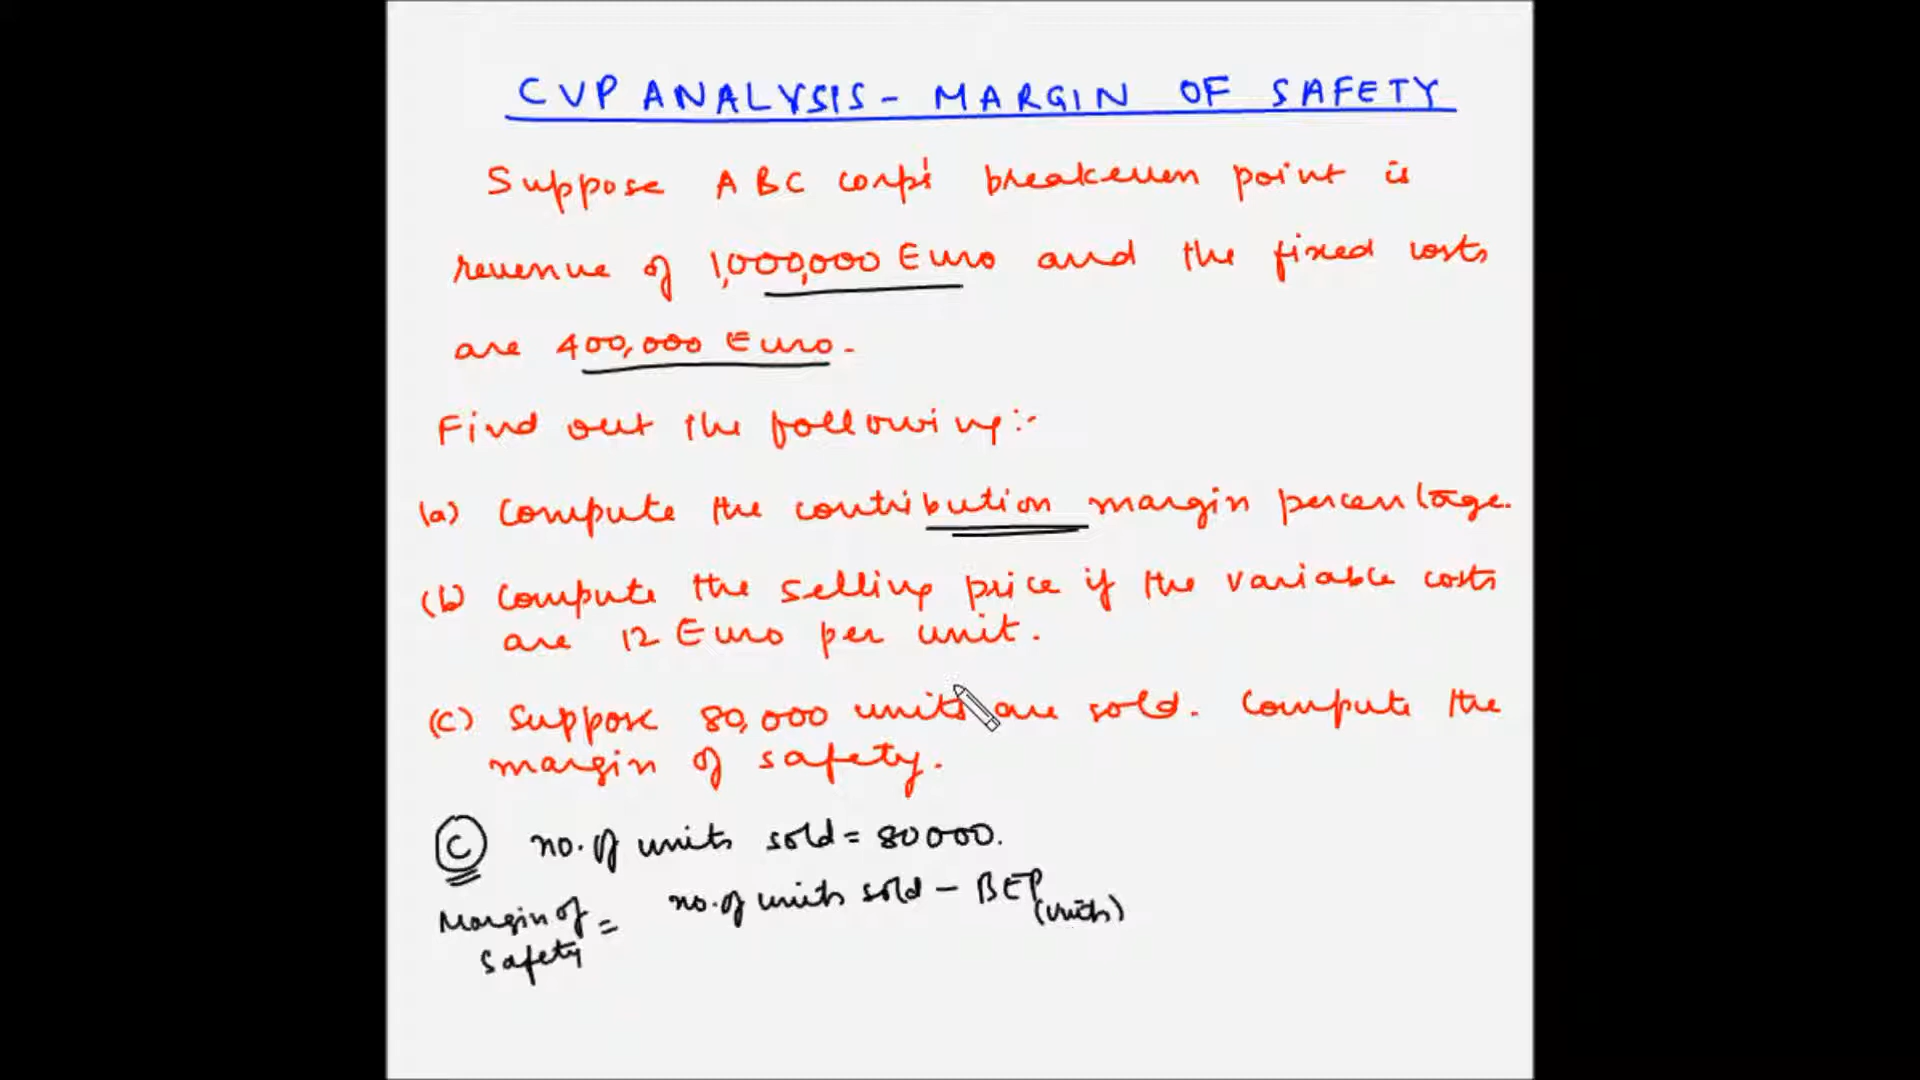 CVP ANALYSIS - MARGIN OF SAFETY
Suppose ABC corp's breakeven point is
revenue of 1,000,000 Euro and the fixed costs
are 400,000 Euro.
Find out the following:-
(a) Compute the contribution margin percentage.
(b) Compute the selling price if the variable costs
are 12 Euro per unit.
(c) Suppose 80,000 units are sold. Compute the
margin of safety.
C no. of units sold = 80000.
Margin of Safety = no. of units sold - BEP (units)